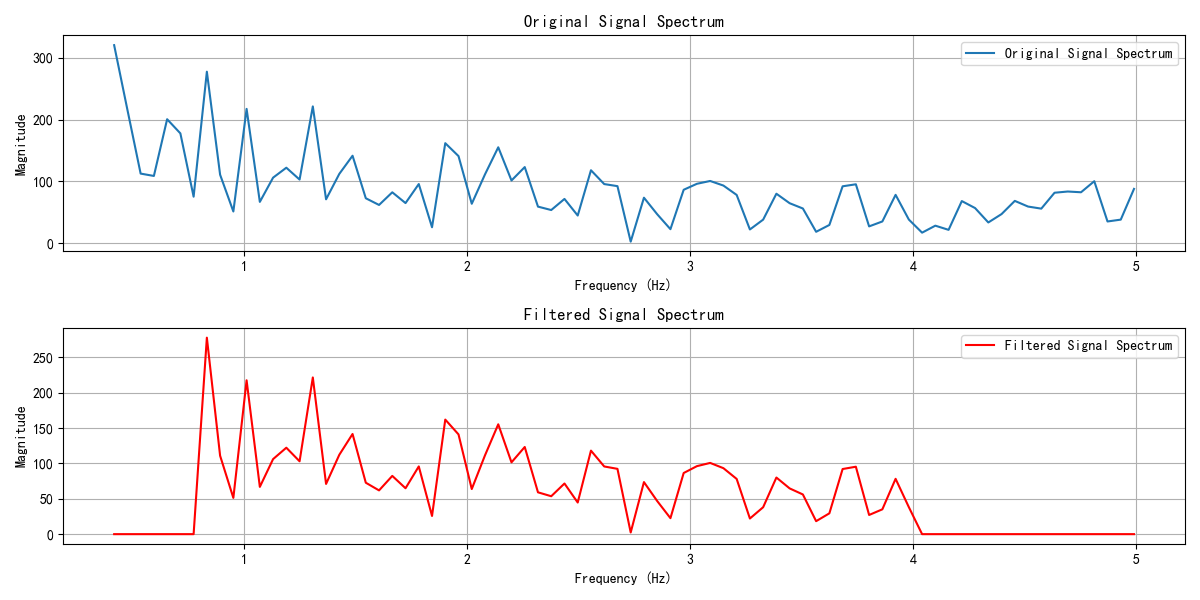 Original Signal Spectrum
300
200
100
0
Magnitude
Original Signal Spectrum
1 2 3 4 5
Frequency (Hz)
Filtered Signal Spectrum
250
200
150
100
50
0
Magnitude
Filtered Signal Spectrum
1 2 3 4 5
Frequency (Hz)